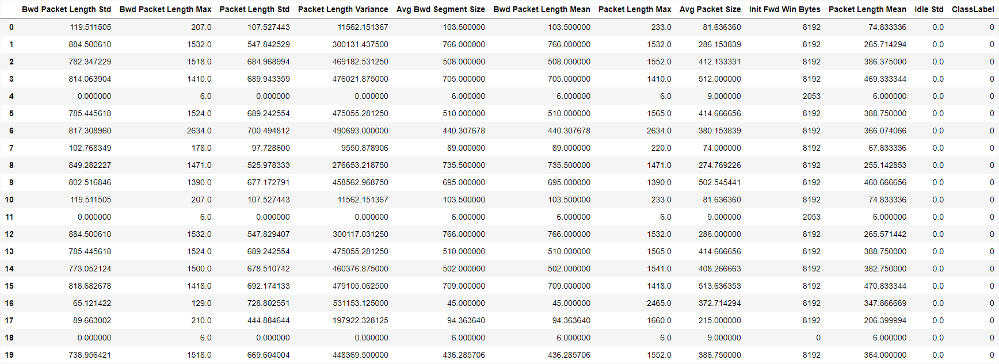 Bwd Packet Length Std Bwd Packet Length Max Packet Length Std Packet Length Variance Avg Bwd Segment Size Bwd Packet Length Mean Packet Length Max Avg Packet Size Init Fwd Win Bytes Packet Length Mean Idle Std ClassLabel
0 119.511505 207.0 107.527443 11562.151367 103.500000 103.500000 233.0 81.636360 8192 74.833336 0.0 0
1 884.500610 1532.0 547.842529 300131.437500 766.000000 766.000000 1532.0 286.153839 8192 265.714294 0.0 0
2 782.347229 1518.0 684.968994 469182.531250 508.000000 508.000000 1552.0 412.133331 8192 386.375000 0.0 0
3 814.063904 1410.0 689.943359 476021.875000 705.000000 705.000000 1410.0 512.000000 8192 469.333344 0.0 0
4 0.000000 6.0 0.000000 0.000000 6.000000 6.000000 6.0 9.000000 2053 6.000000 0.0 0
5 785.445618 1524.0 689.242554 475055.281250 510.000000 510.000000 1565.0 414.666656 8192 388.750000 0.0 0
6 817.308960 2634.0 700.494812 490693.000000 440.307678 440.307678 2634.0 380.153839 8192 366.074066 0.0 0
7 102.768349 178.0 97.728600 9550.878906 89.000000 89.000000 220.0 74.000000 8192 67.833336 0.0 0
8 849.282227 1471.0 525.978333 276653.218750 735.500000 735.500000 1471.0 274.769226 8192 255.142853 0.0 0
9 802.516846 1390.0 677.172791 458562.968750 695.000000 695.000000 1390.0 502.545441 8192 460.666656 0.0 0
10 119.511505 207.0 107.527443 11562.151367 103.500000 103.500000 233.0 81.636360 8192 74.833336 0.0 0
11 0.000000 6.0 0.000000 0.000000 6.000000 6.000000 6.0 9.000000 2053 6.000000 0.0 0
12 884.500610 1532.0 547.829407 300117.031250 766.000000 766.000000 1532.0 286.000000 8192 265.571442 0.0 0
13 785.445618 1524.0 689.242554 475055.281250 510.000000 510.000000 1565.0 414.666656 8192 388.750000 0.0 0
14 773.052124 1500.0 678.510742 460376.875000 502.000000 502.000000 1541.0 408.266663 8192 382.750000 0.0 0
15 818.682678 1418.0 692.174133 479105.062500 709.000000 709.000000 1418.0 513.636353 8192 470.833344 0.0 0
16 65.121422 129.0 728.802551 531153.125000 45.000000 45.000000 2465.0 372.714294 8192 347.866669 0.0 0
17 89.663002 210.0 444.884644 197922.328125 94.363640 94.363640 1660.0 215.000000 8192 206.399994 0.0 0
18 0.000000 6.0 0.000000 0.000000 6.000000 6.000000 6.0 9.000000 0 6.000000 0.0 0
19 738.956421 1518.0 669.604004 448369.500000 436.285706 436.285706 1552.0 386.750000 8192 364.000000 0.0 0